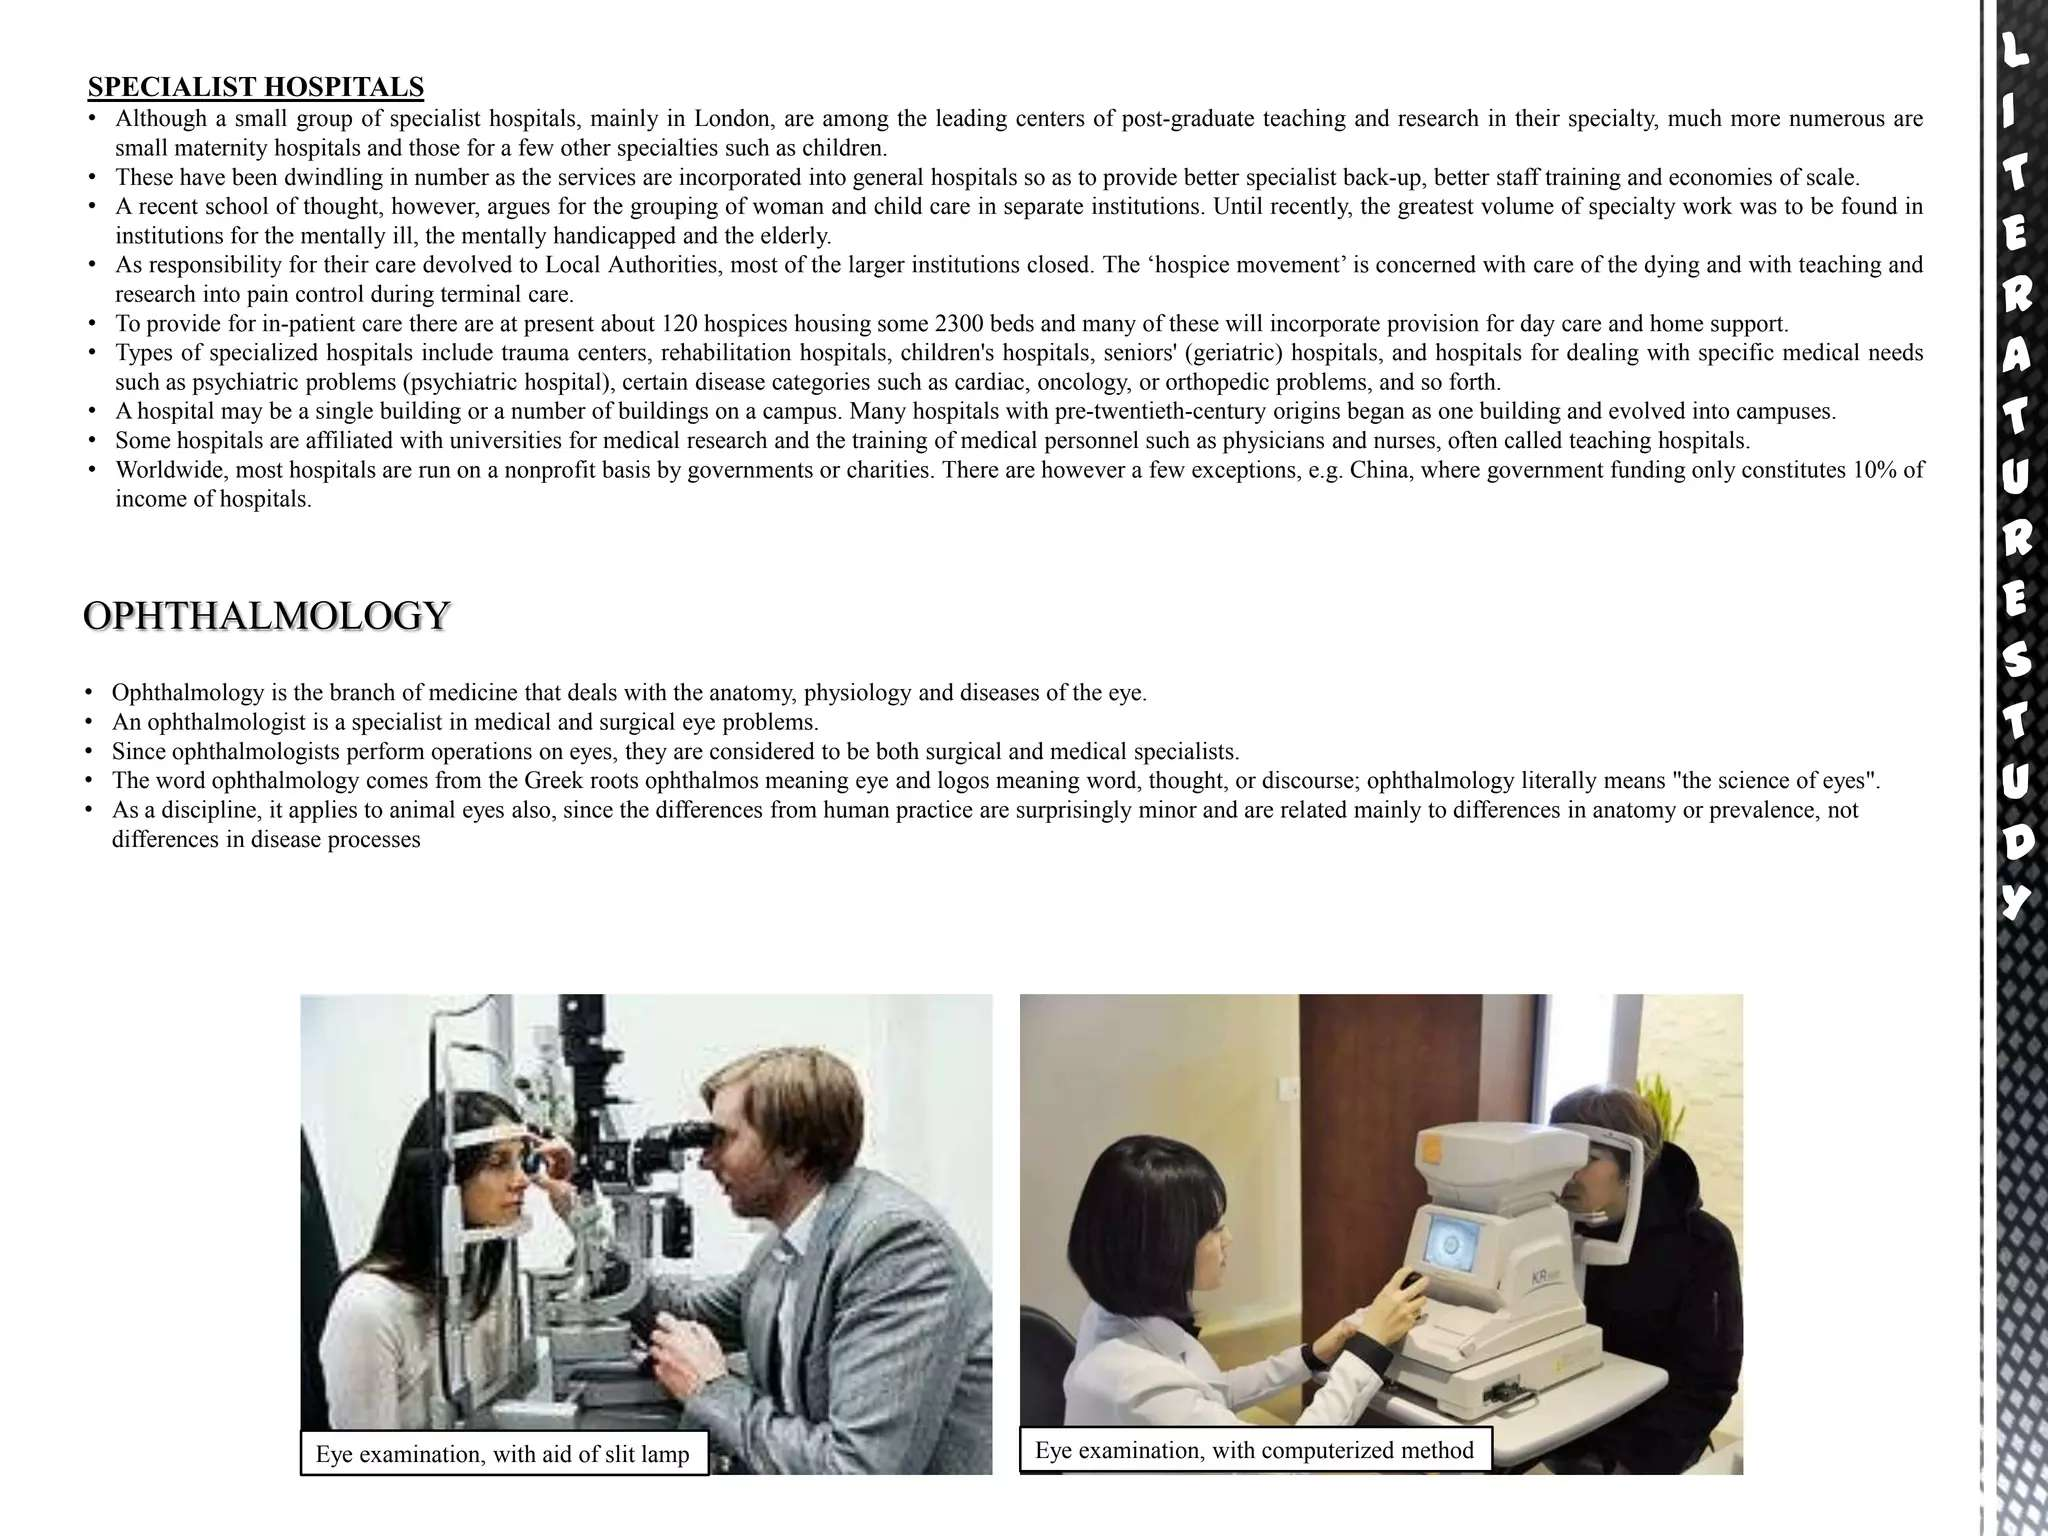 SPECIALIST HOSPITALS
• Although a small group of specialist hospitals, mainly in London, are among the leading centers of post-graduate teaching and research in their specialty, much more numerous are
small maternity hospitals and those for a few other specialties such as children.
• These have been dwindling in number as the services are incorporated into general hospitals so as to provide better specialist back-up, better staff training and economies of scale.
• A recent school of thought, however, argues for the grouping of woman and child care in separate institutions. Until recently, the greatest volume of specialty work was to be found in
institutions for the mentally ill, the mentally handicapped and the elderly.
• As responsibility for their care devolved to Local Authorities, most of the larger institutions closed. The ‘hospice movement’ is concerned with care of the dying and with teaching and
research into pain control during terminal care.
• To provide for in-patient care there are at present about 120 hospices housing some 2300 beds and many of these will incorporate provision for day care and home support.
• Types of specialized hospitals include trauma centers, rehabilitation hospitals, children's hospitals, seniors' (geriatric) hospitals, and hospitals for dealing with specific medical needs
such as psychiatric problems (psychiatric hospital), certain disease categories such as cardiac, oncology, or orthopedic problems, and so forth.
• A hospital may be a single building or a number of buildings on a campus. Many hospitals with pre-twentieth-century origins began as one building and evolved into campuses.
• Some hospitals are affiliated with universities for medical research and the training of medical personnel such as physicians and nurses, often called teaching hospitals.
• Worldwide, most hospitals are run on a nonprofit basis by governments or charities. There are however a few exceptions, e.g. China, where government funding only constitutes 10% of
income of hospitals.
OPHTHALMOLOGY
• Ophthalmology is the branch of medicine that deals with the anatomy, physiology and diseases of the eye.
• An ophthalmologist is a specialist in medical and surgical eye problems.
• Since ophthalmologists perform operations on eyes, they are considered to be both surgical and medical specialists.
• The word ophthalmology comes from the Greek roots ophthalmos meaning eye and logos meaning word, thought, or discourse; ophthalmology literally means "the science of eyes".
• As a discipline, it applies to animal eyes also, since the differences from human practice are surprisingly minor and are related mainly to differences in anatomy or prevalence, not
differences in disease processes
Eye examination, with aid of slit lamp
KR
Eye examination, with computerized method
LITERATURE STUDY